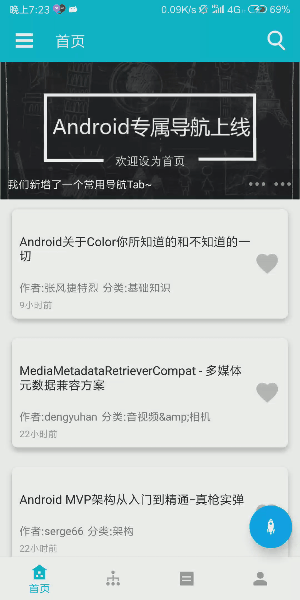 晚上7:23 0.09K/s 4G 69%
首页
Android专属导航上线
欢迎设为首页
我们新增了一个常用导航Tab~
Android关于Color你所知道的和不知道的一
切
作者:张风捷特烈 分类:基础知识
9小时前
MediaMetadataRetrieverCompat - 多媒体
元数据兼容方案
作者:dengyuhan 分类:音视频&amp;相机
22小时前
Android MVP架构从入门到精通-真枪实弹
作者:serge66 分类:架构
22小时前
首页